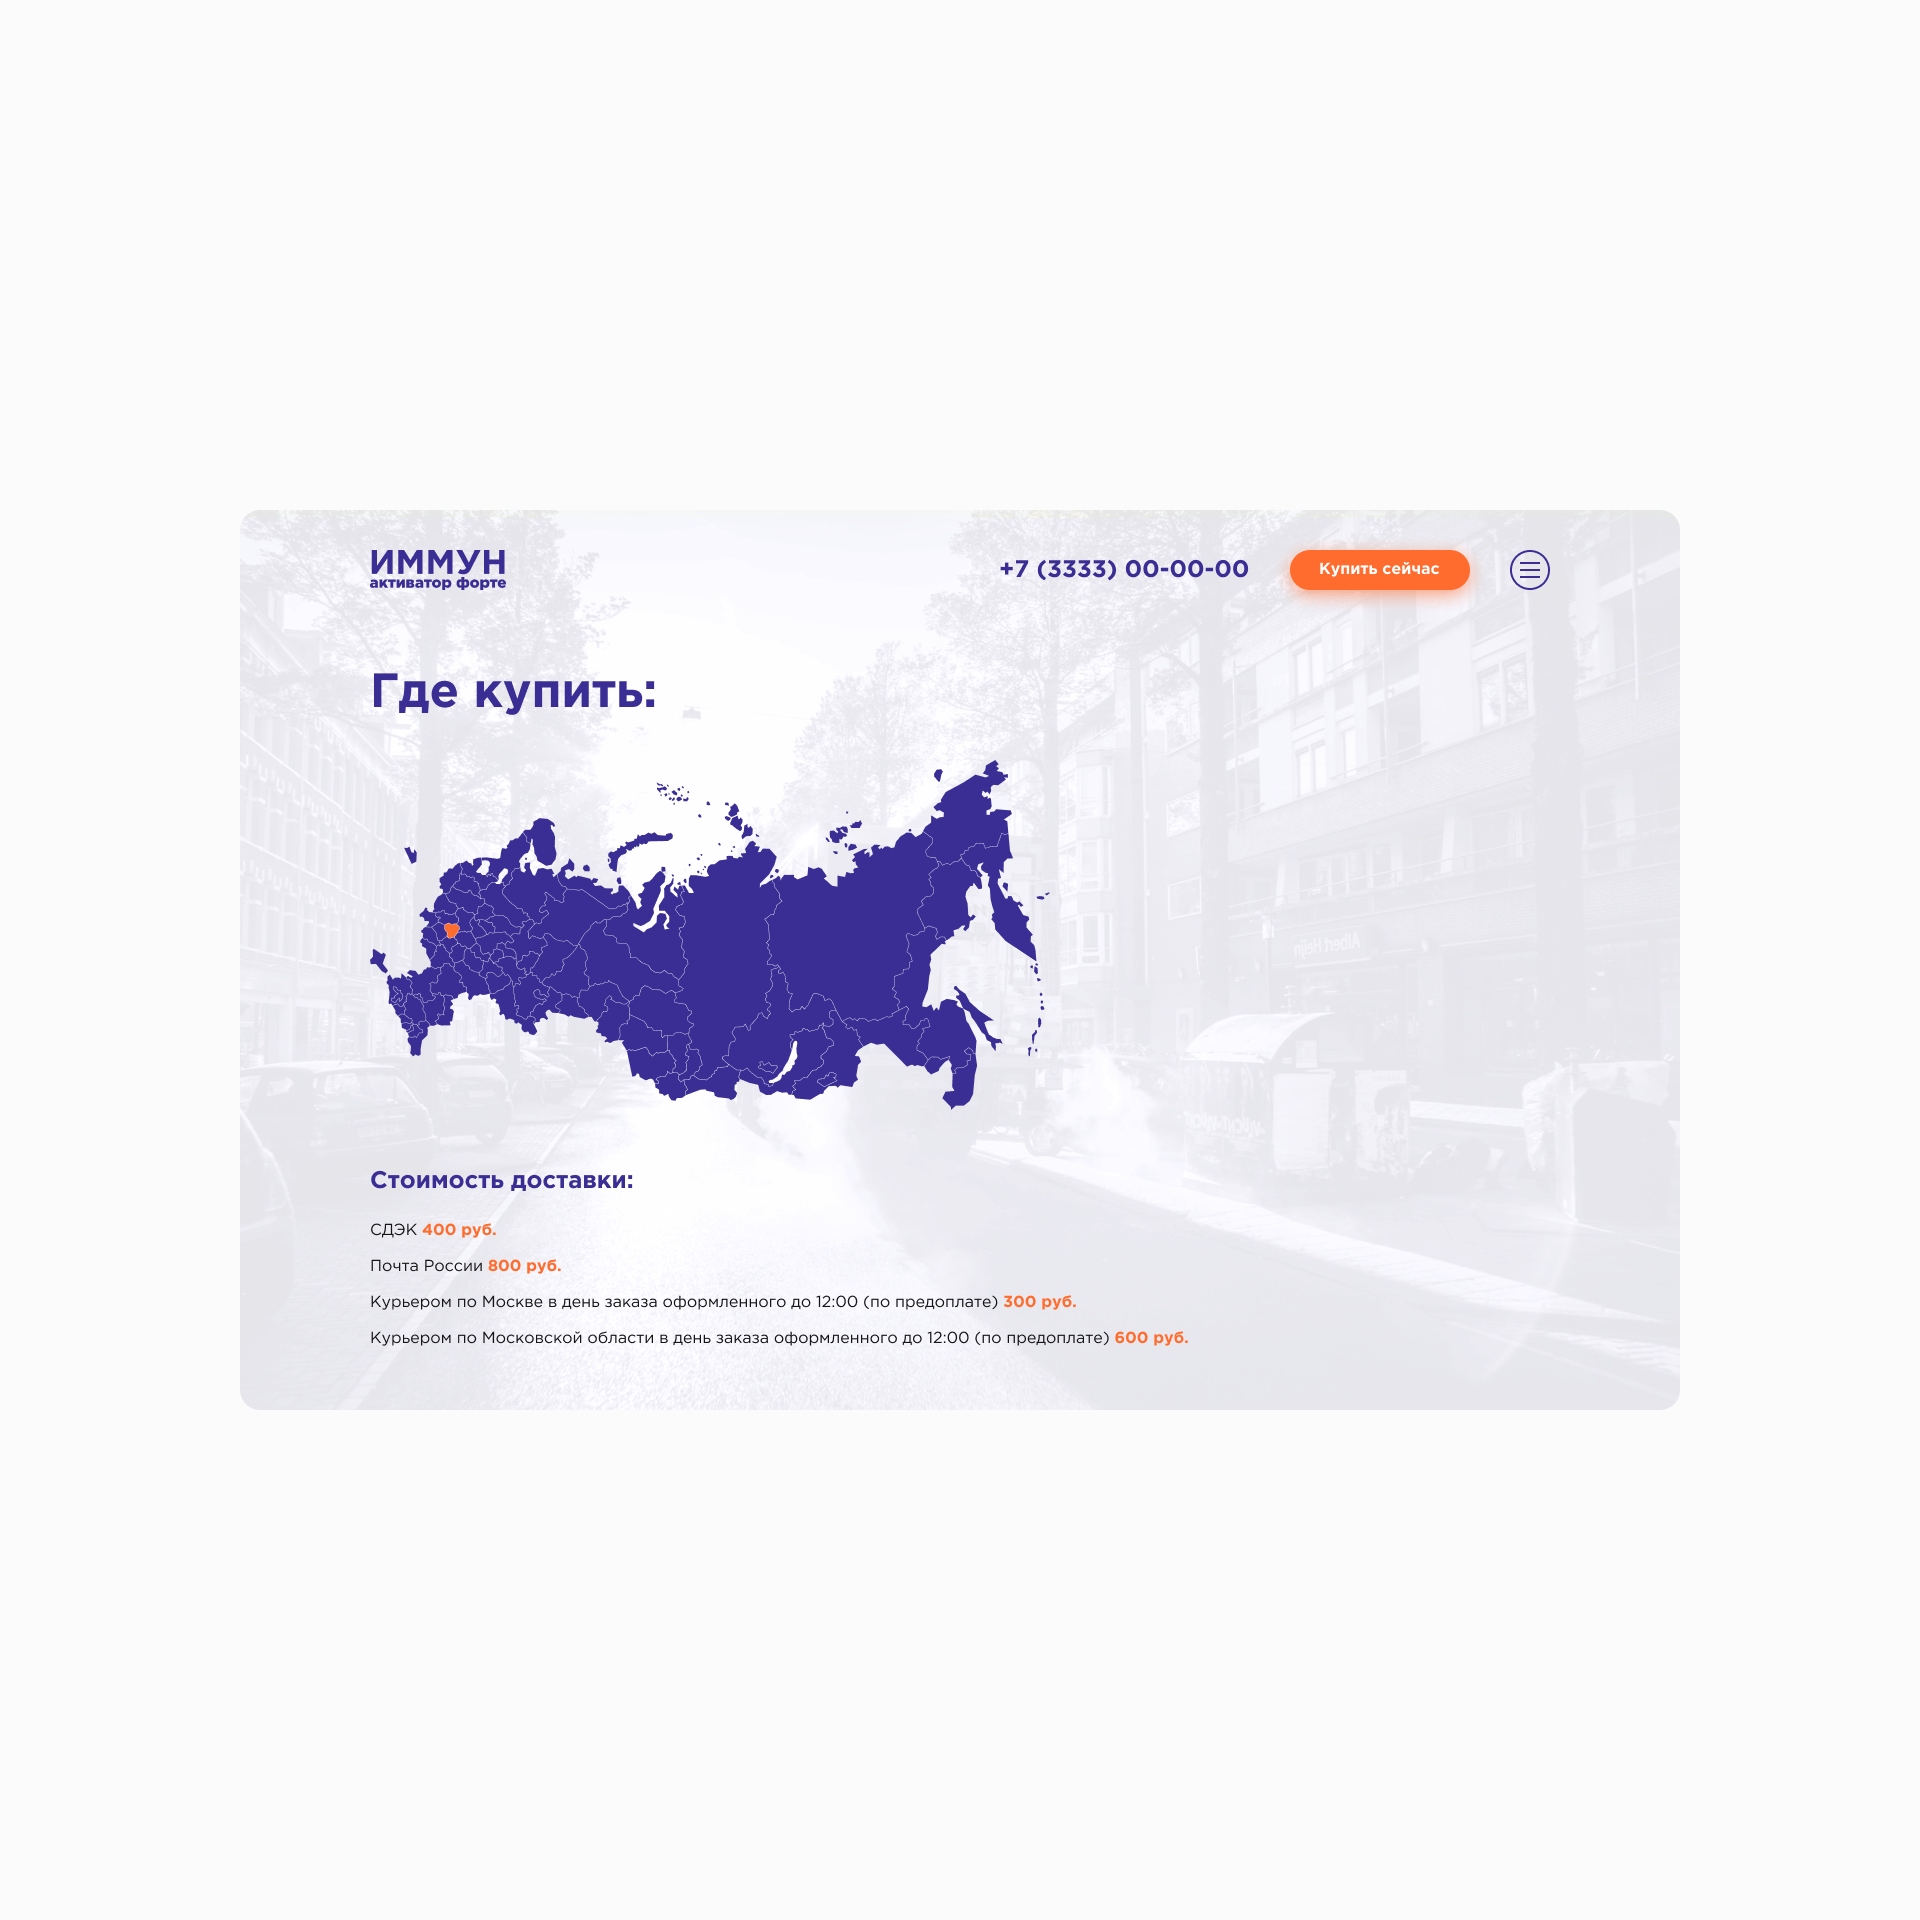 ИММУН
активатор форте
+7 (3333) 00-00-00
Купить сейчас
Где купить:
Albert Heijn
Стоимость доставки:
СДЭК 400 руб.
Почта России 800 руб.
Курьером по Москве в день заказа оформленного до 12:00 (по предоплате) 300 руб.
Курьером по Московской области в день заказа оформленного до 12:00 (по предоплате) 600 руб.